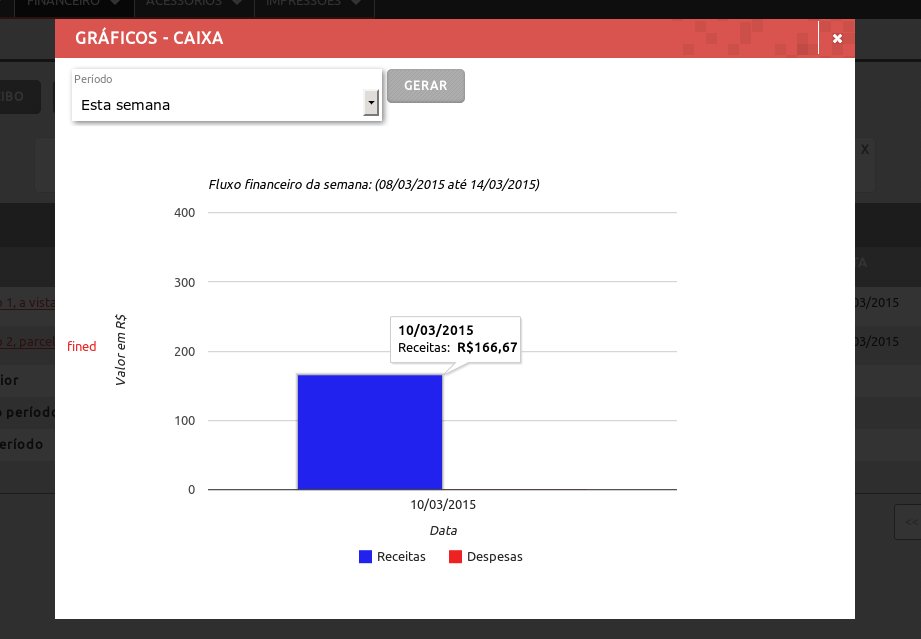 FINANCEIRO
ACESSÓRIOS
IMPRESSÕES
GRÁFICOS - CAIXA
Período
GERAR
Esta semana
IBO
X
Fluxo financeiro da semana: (08/03/2015 até 14/03/2015)
400
TA
300
o 1, a vista
03/2015
10/03/2015
Receitas: R$166,67
o 2, parcel
03/2015
fined
Valor em R$
200
ior
o período
100
eríodo
0
10/03/2015
<<
Data
Receitas
Despesas